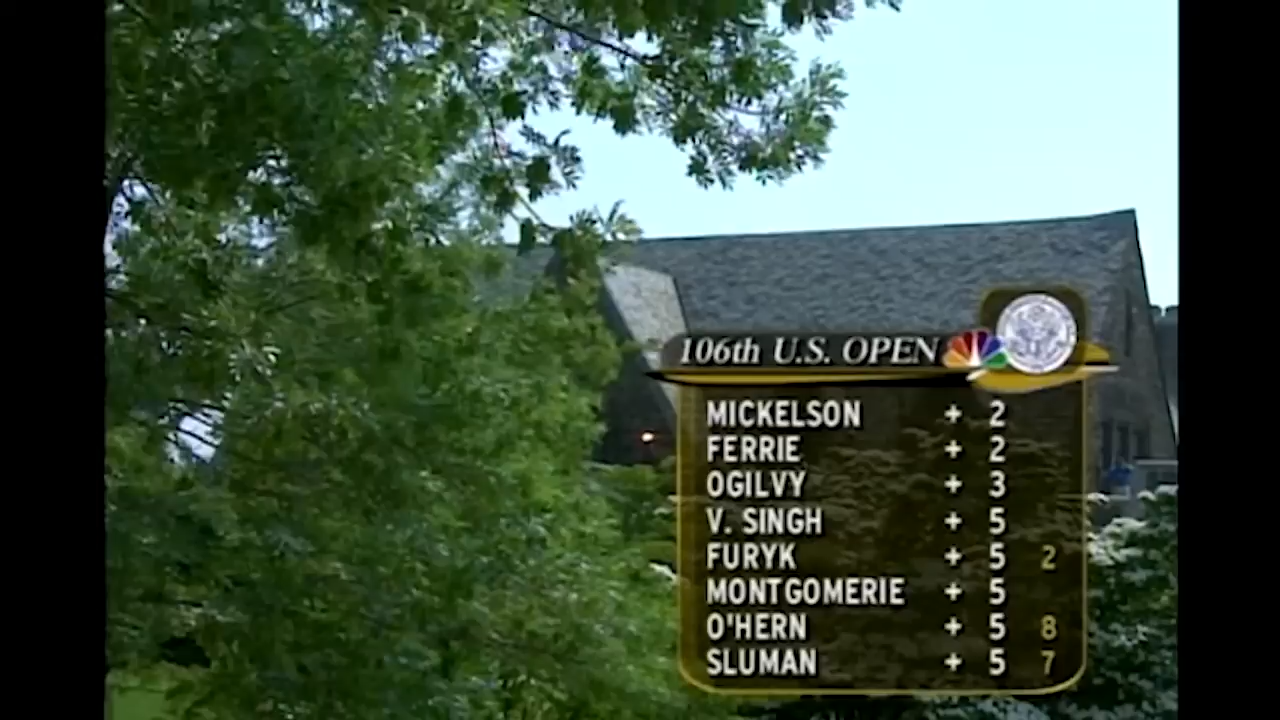 106th U.S. OPEN
MICKELSON + 2
FERRIE + 2
OGILVY + 3
V. SINGH + 5
FURYK + 5 2
MONTGOMERIE + 5
O'HERN + 5 8
SLUMAN + 5 7